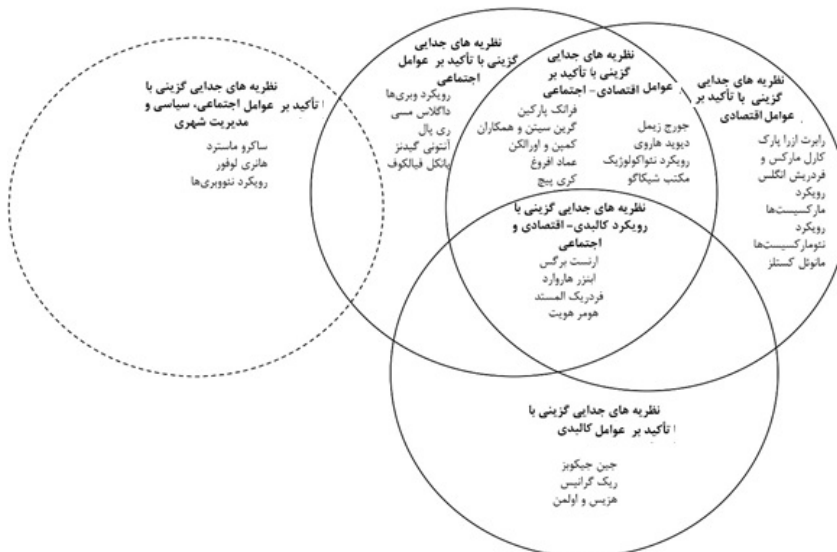 نظریه های جدایی
گزینی با تأکید بر
عوامل اقتصادی
رابرت ازرا پارک
کارل مارکس و
فردریش انگلس
رویکرد
مارکسیست‌ها
رویکرد
نئومارکسیست‌ها
مانوئل کستلز
نظریه های جدایی
گزینی با تأکید بر
عوامل اقتصادی - اجتماعی
جورج زیمل
دیوید هاروی
رویکرد نئواکولوژیک
مکتب شیکاگو
فرانک پارکین
گرین سیتن و همکاران
کمپن و اورالکن
عماد افروغ
کری پیچ
نظریه های جدایی
گزینی با تأکید بر عوامل
اجتماعی
رویکرد وبری‌ها
داگلاس مسی
ری پال
آنتونی گیدنز
پانکل فیالکوف
نظریه های جدایی گزینی با
تأکید بر عوامل اجتماعی، سیاسی و
مدیریت شهری
ساکرو ماسترد
هانری لوفور
رویکرد نئووبری‌ها
نظریه های جدایی گزینی با
رویکرد کالبدی - اقتصادی و
اجتماعی
ارنست برگس
ابنزر هاروارد
فردریک المستد
هومر هویت
نظریه های جدایی گزینی با
تأکید بر عوامل کالبدی
جین جیکوبز
ریک گرانیس
هزیس و اولمن